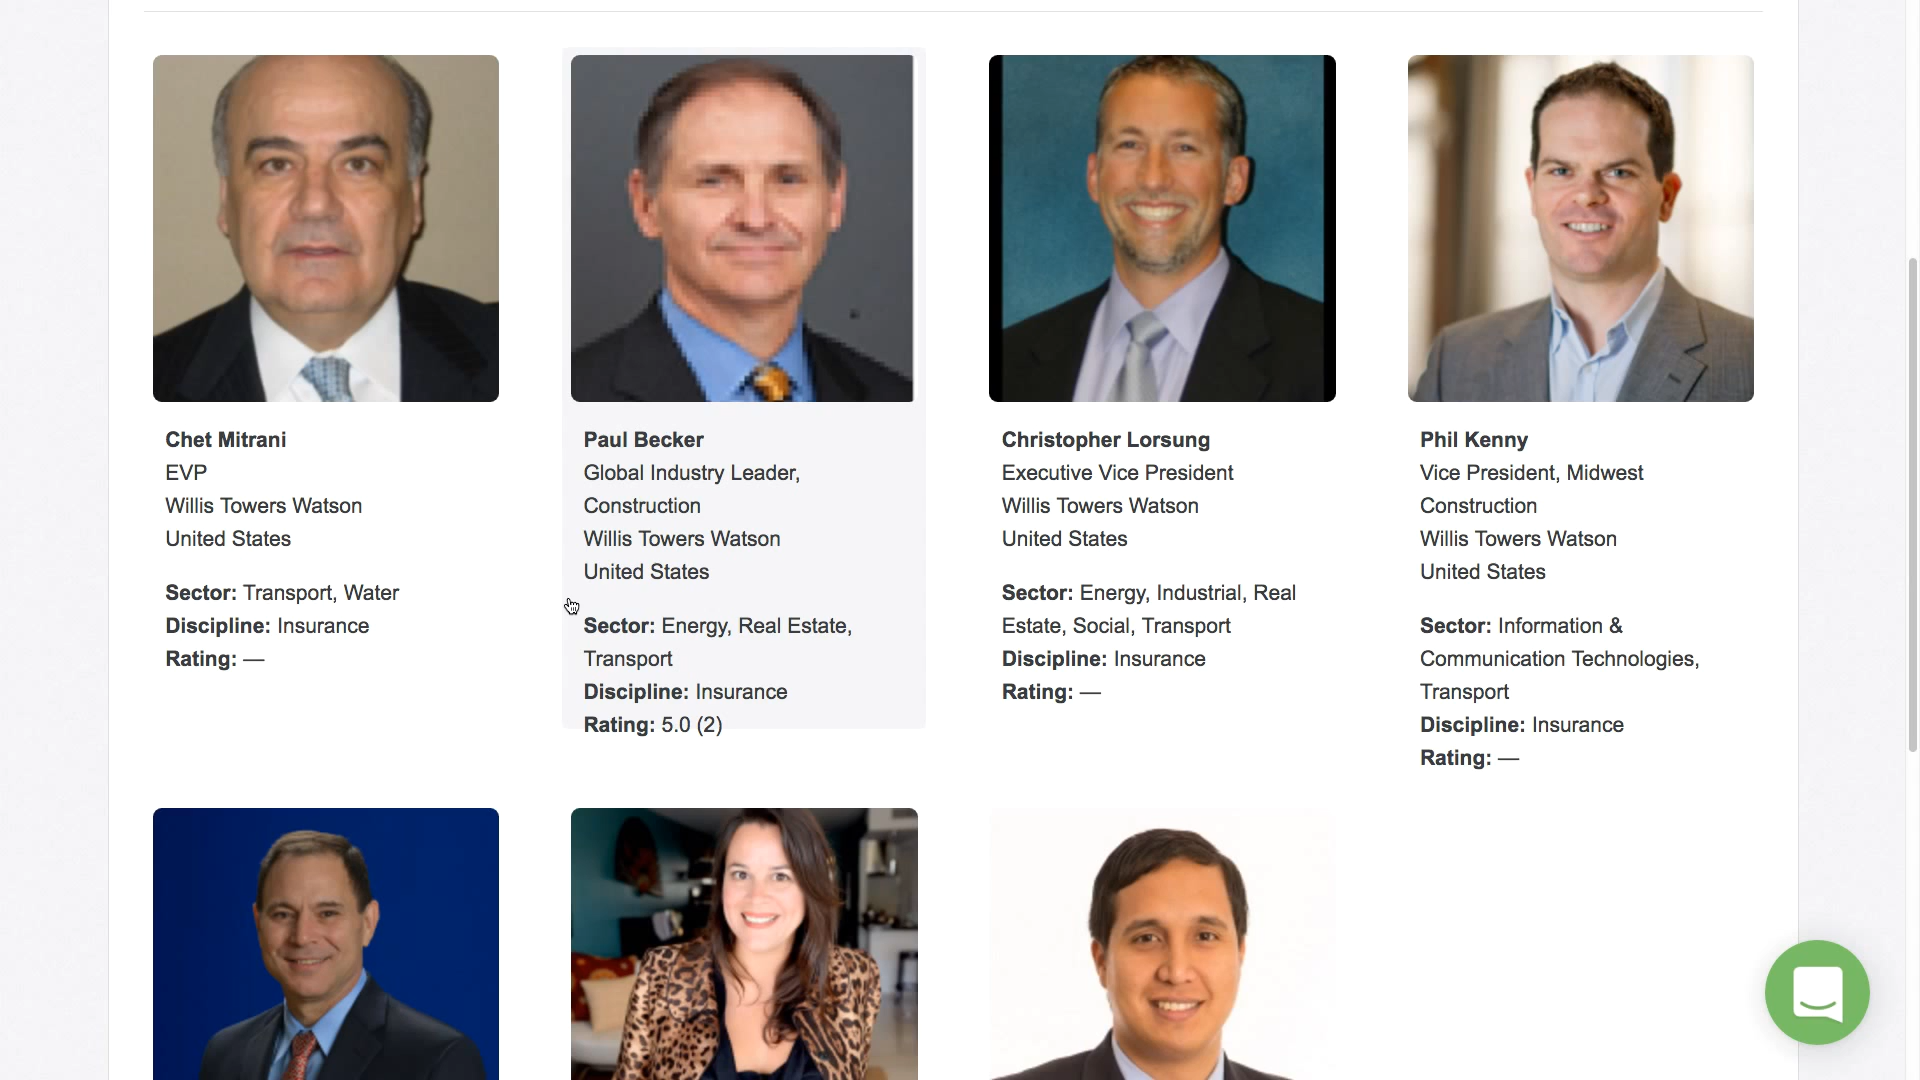 Chet Mitrani
EVP
Willis Towers Watson
United States
Sector: Transport, Water
Discipline: Insurance
Rating: —
Paul Becker
Global Industry Leader,
Construction
Willis Towers Watson
United States
Sector: Energy, Real Estate,
Transport
Discipline: Insurance
Rating: 5.0 (2)
Christopher Lorsung
Executive Vice President
Willis Towers Watson
United States
Sector: Energy, Industrial, Real
Estate, Social, Transport
Discipline: Insurance
Rating: —
Phil Kenny
Vice President, Midwest
Construction
Willis Towers Watson
United States
Sector: Information &
Communication Technologies,
Transport
Discipline: Insurance
Rating: —